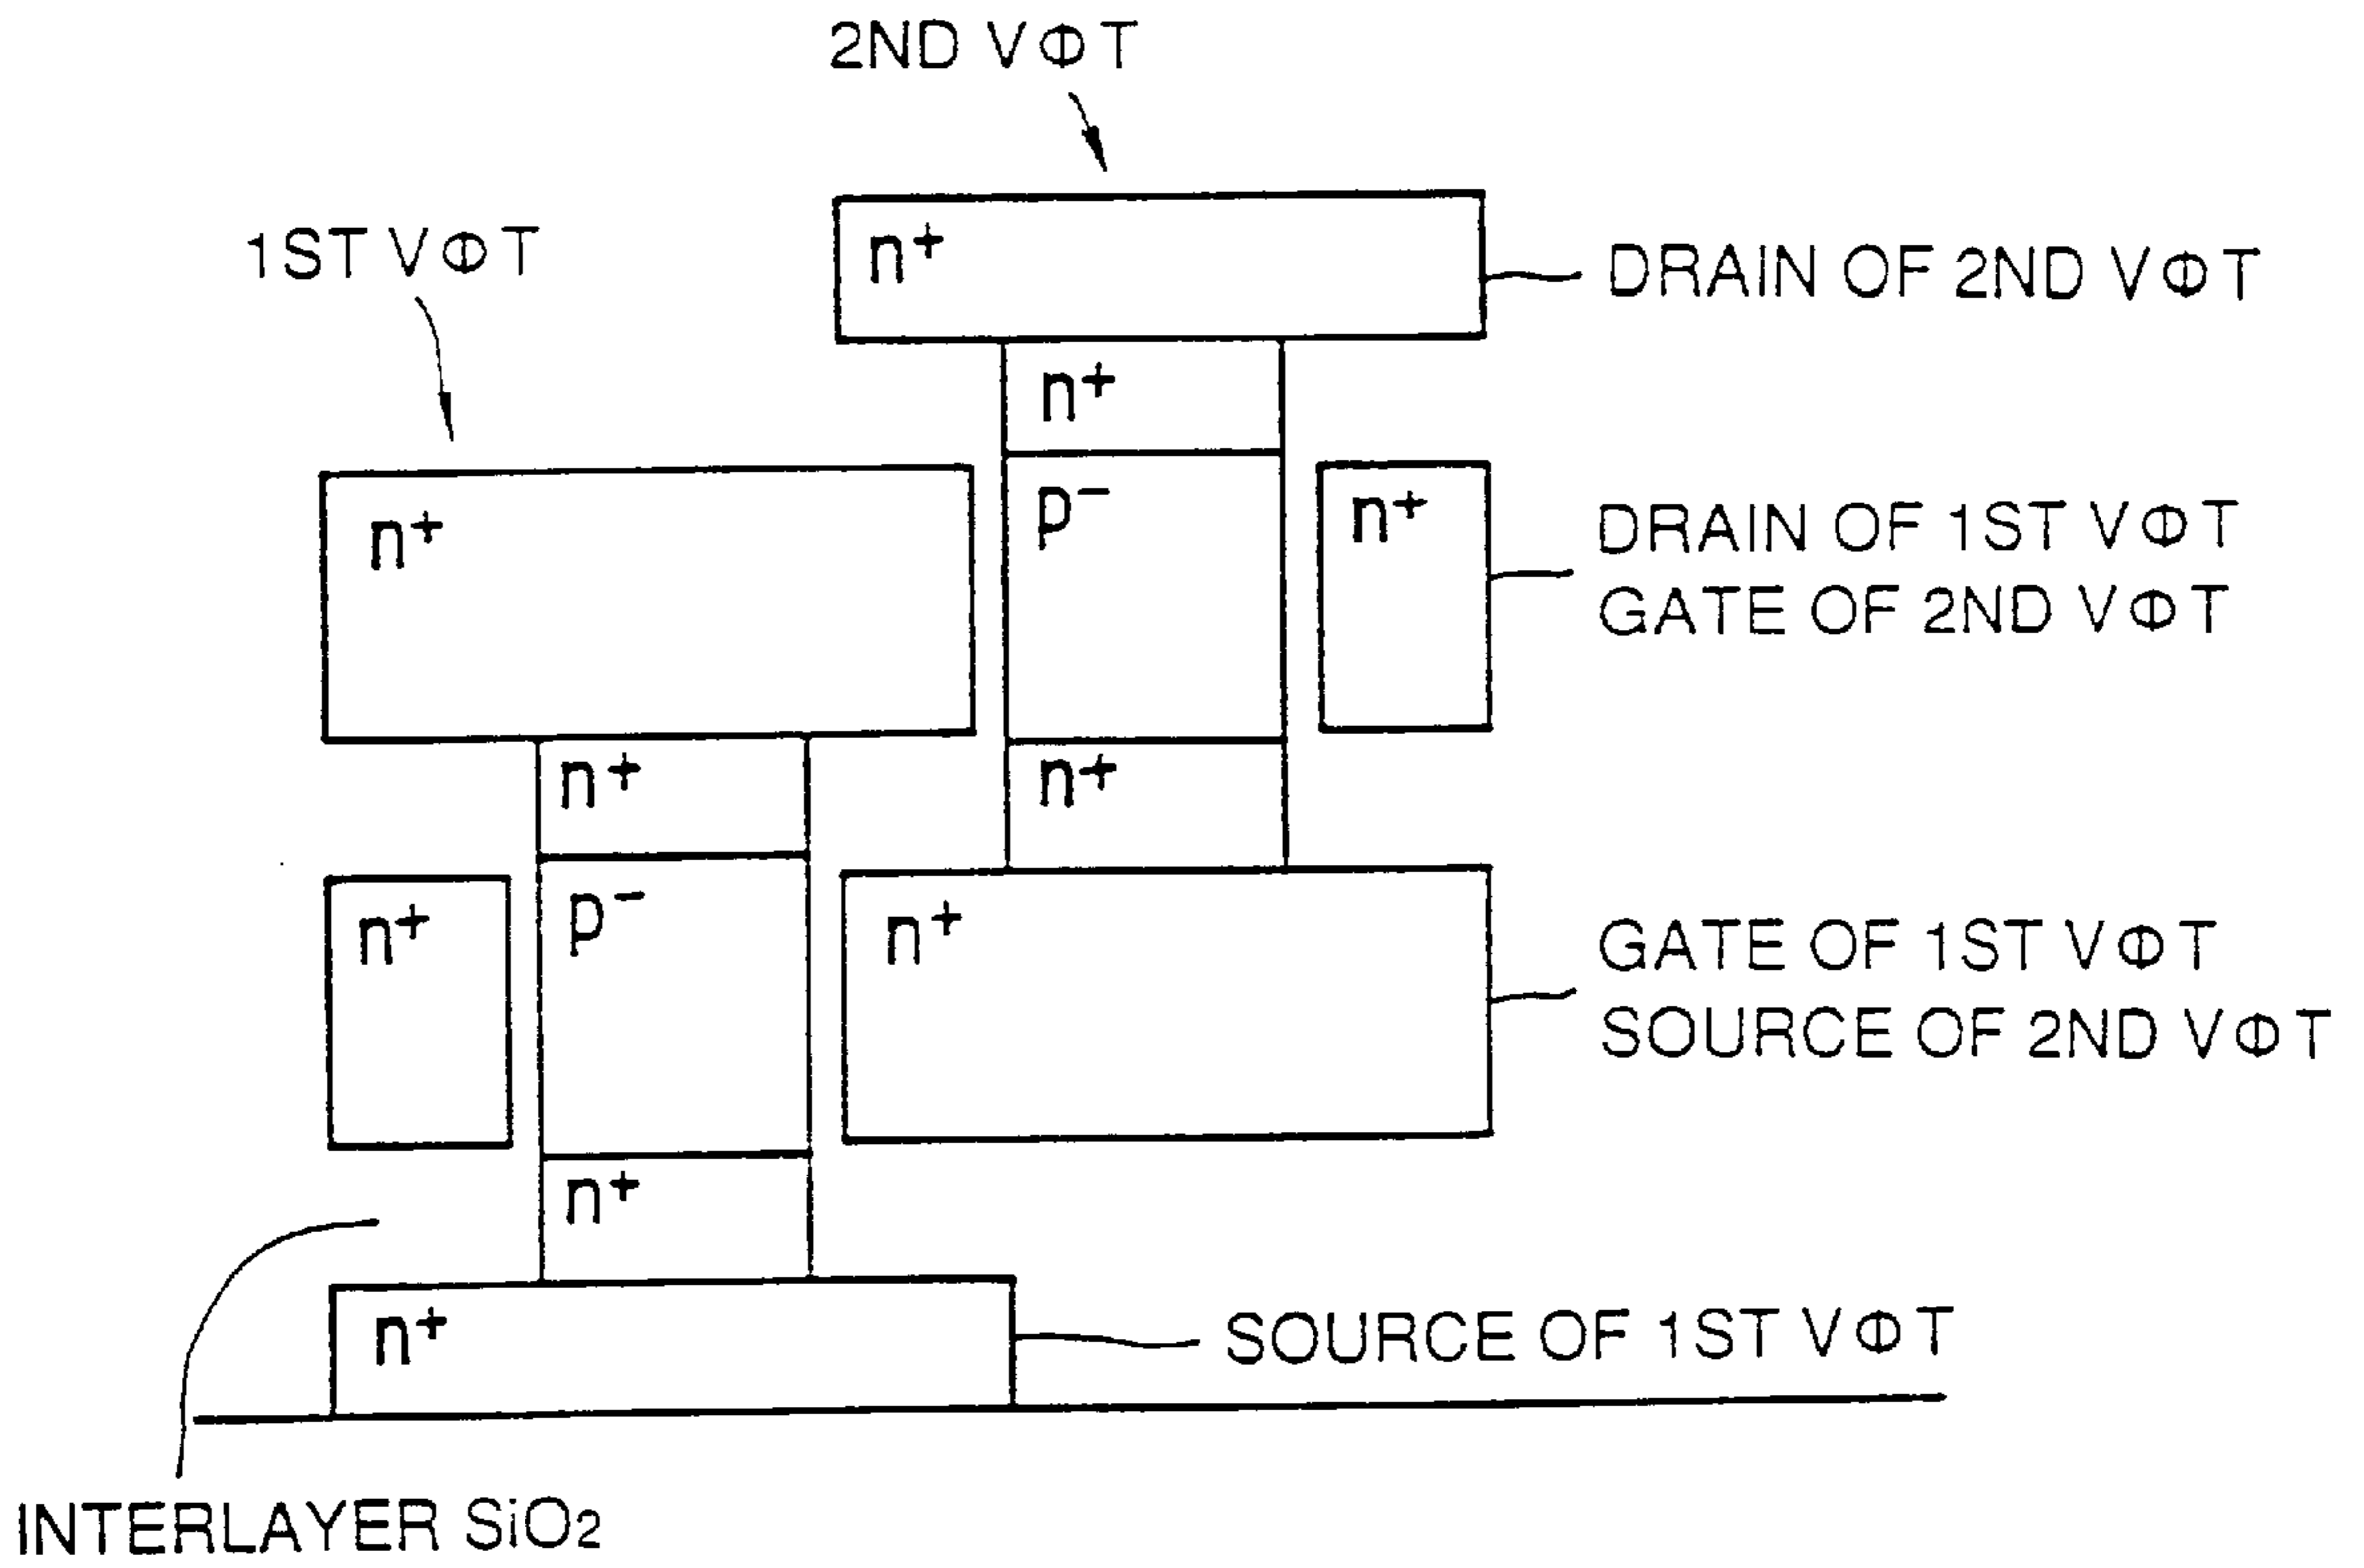 2ND VΦT
1ST VΦT
n+
DRAIN OF 2ND VΦT
n+
n+
p−
n+
DRAIN OF 1ST VΦT
GATE OF 2ND VΦT
n+
n+
n+
p−
n+
GATE OF 1ST VΦT
SOURCE OF 2ND VΦT
n+
n+
SOURCE OF 1ST VΦT
INTERLAYER SiO2